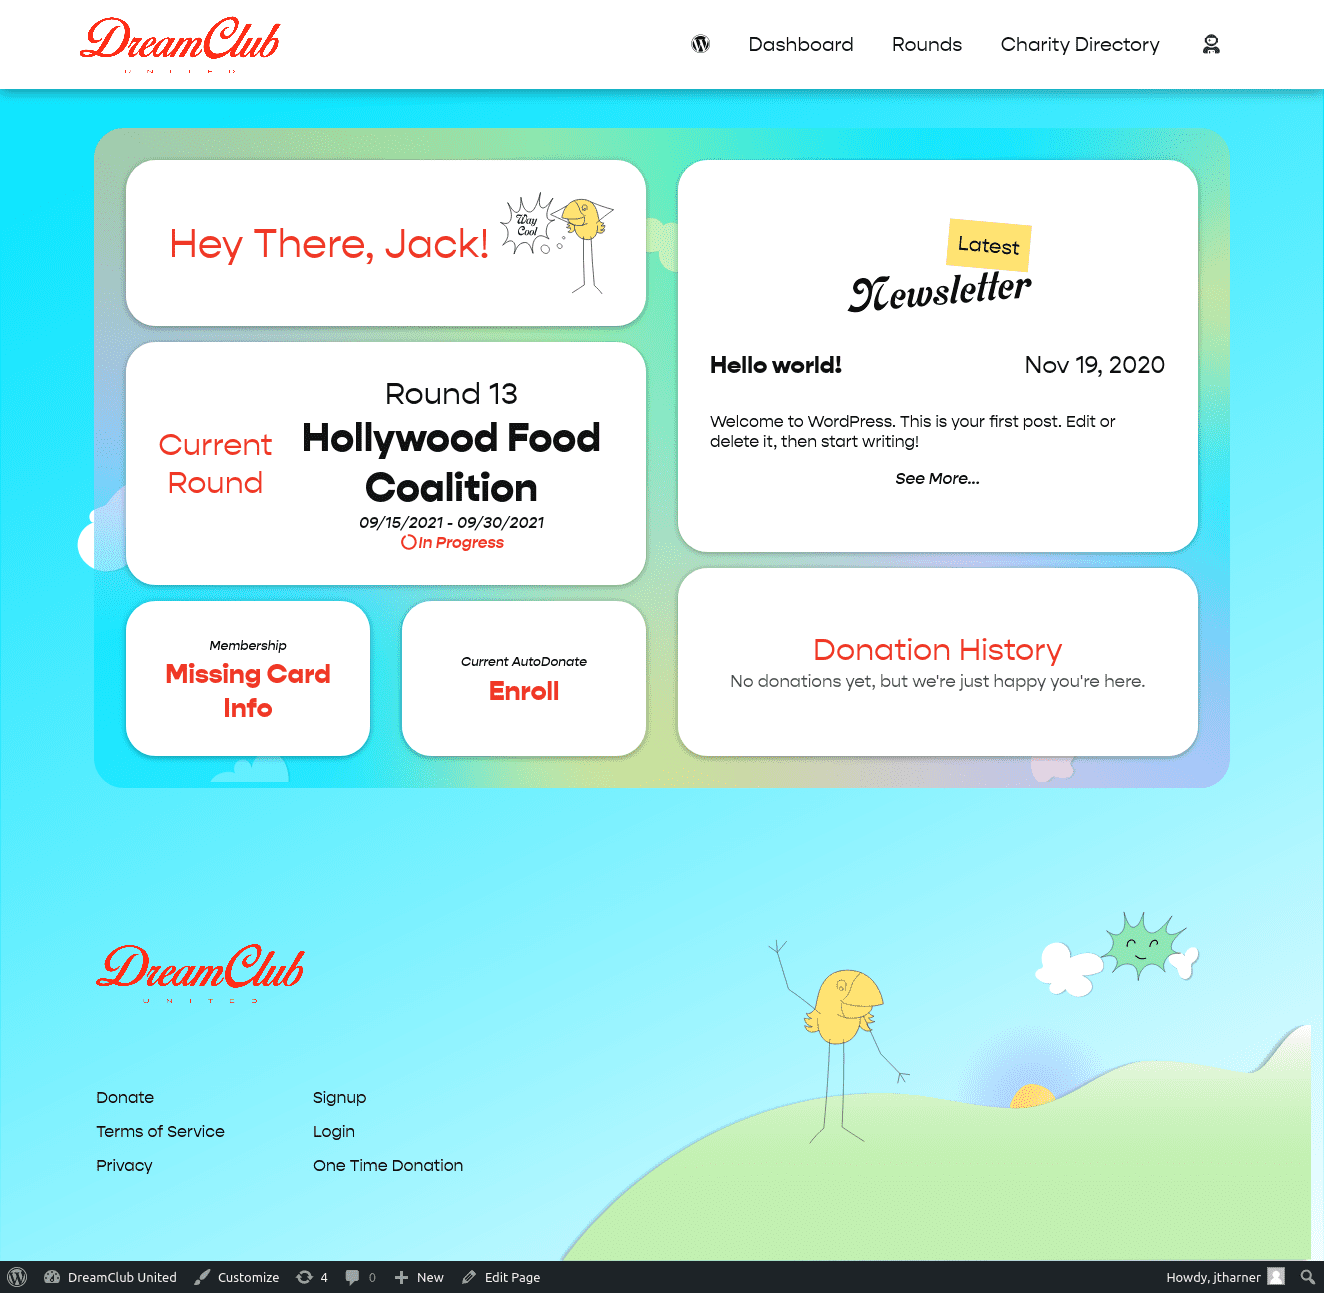 DreamClub
UNITED
Dashboard
Rounds
Charity Directory
Hey There, Jack!
Way
Cool
Current
Round
Round 13
Hollywood Food
Coalition
09/15/2021 - 09/30/2021
In Progress
Membership
Missing Card
Info
Current AutoDonate
Enroll
Latest
Newsletter
Hello world!
Nov 19, 2020
Welcome to WordPress. This is your first post. Edit or
delete it, then start writing!
See More...
Donation History
No donations yet, but we're just happy you're here.
DreamClub
UNITED
Donate
Terms of Service
Privacy
Signup
Login
One Time Donation
DreamClub United
Customize
4
0
New
Edit Page
Howdy, jtharner